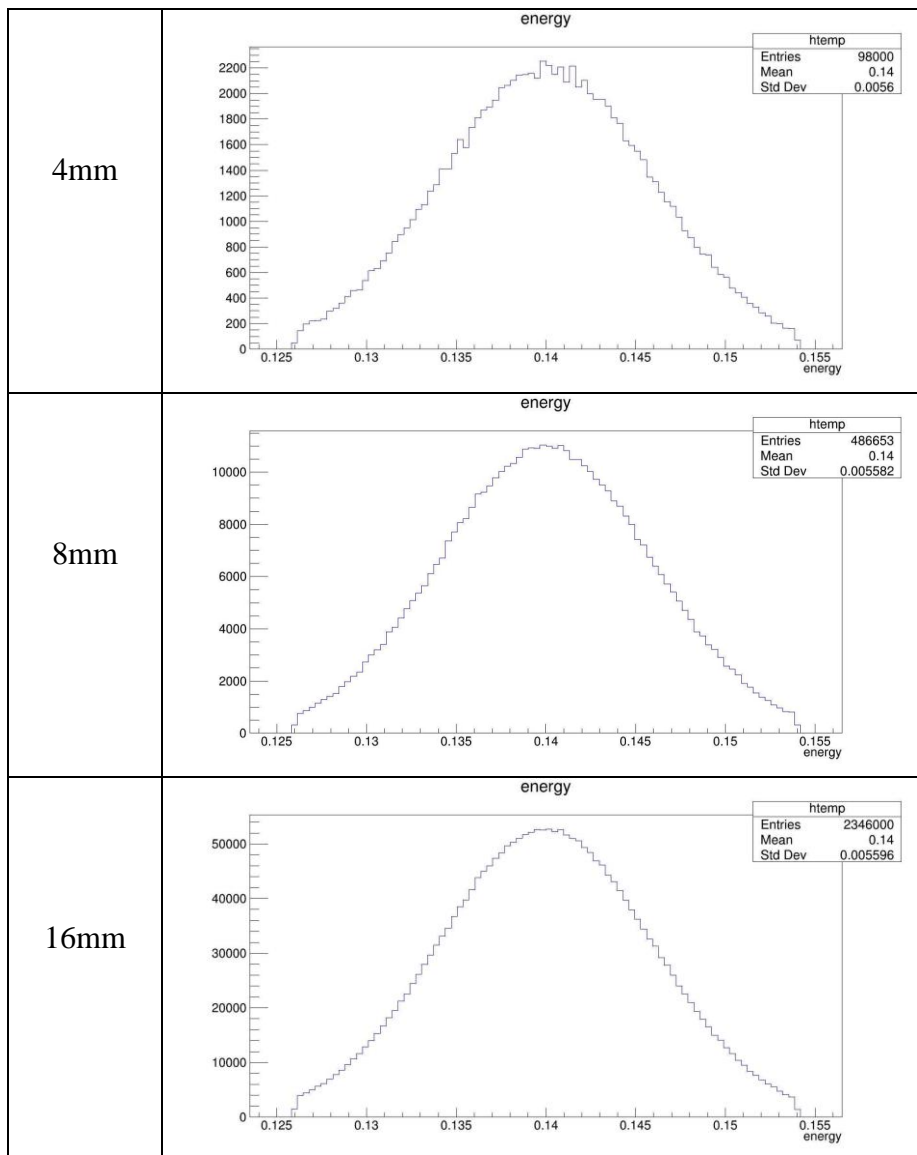 4mm
energy
htemp
Entries 98000
Mean 0.14
Std Dev 0.0056
2200
2000
1800
1600
1400
1200
1000
800
600
400
200
0
0.125 0.13 0.135 0.14 0.145 0.15 0.155
energy
8mm
energy
htemp
Entries 486653
Mean 0.14
Std Dev 0.005582
10000
8000
6000
4000
2000
0
0.125 0.13 0.135 0.14 0.145 0.15 0.155
energy
16mm
energy
htemp
Entries 2346000
Mean 0.14
Std Dev 0.005596
50000
40000
30000
20000
10000
0
0.125 0.13 0.135 0.14 0.145 0.15 0.155
energy